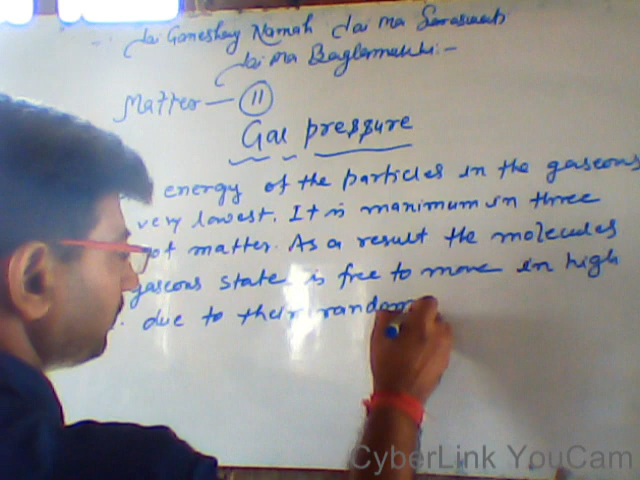 Jai Ganeshay Namah Jai Ma Saraswati
Jai Ma Baglamukhi :-
Matter — 11
Gas pressure
energy of the particles in the gaseous
very lowest. It is maximum in three
of matter. As a result the molecules
gaseous state is free to move in high
due to their random
CyberLink YouCam